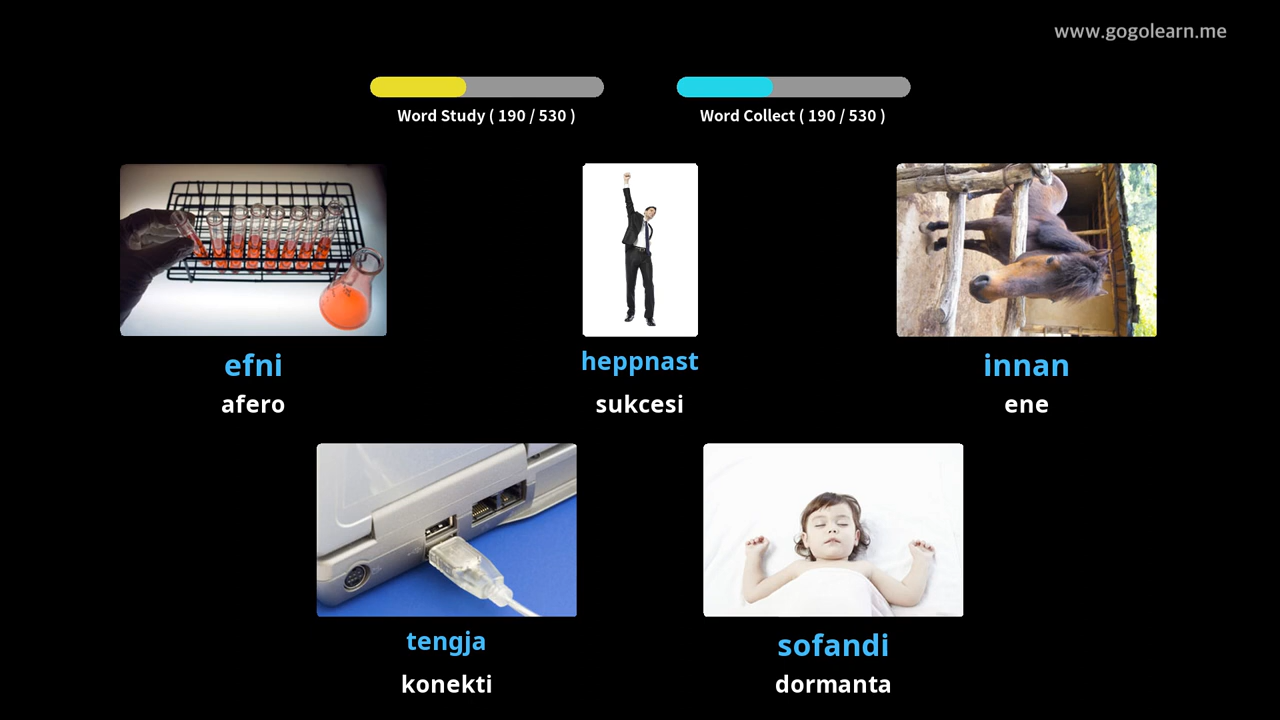 www.gogolearn.me
Word Study ( 190 / 530 )
Word Collect ( 190 / 530 )
efni
heppnast
innan
afero
sukcesi
ene
tengja
sofandi
konekti
dormanta